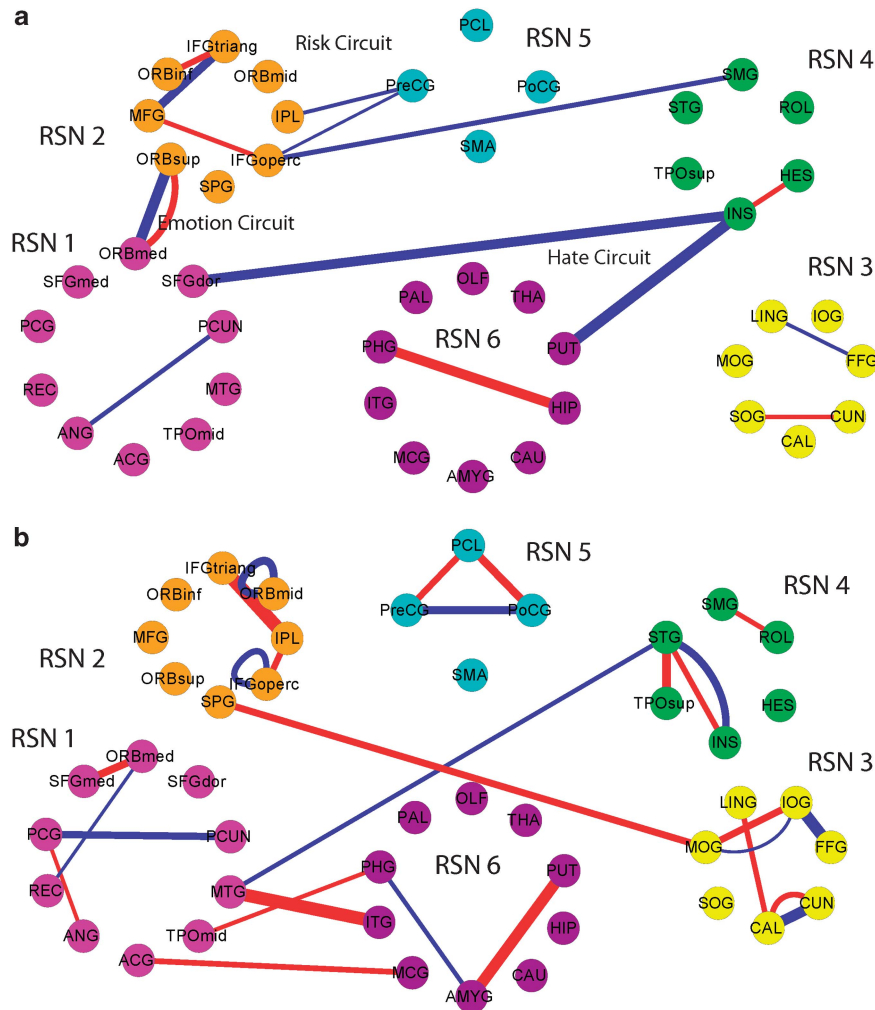 a
PCL
IFGtriang
Risk Circuit
RSN 5
ORBinf
ORBmid
SMG
RSN 4
PreCG
PoCG
MFG
IPL
STG
ROL
RSN 2
SMA
ORBsup
IFGoperc
SPG
TPOsup
HES
Emotion Circuit
INS
RSN 1
ORBmed
Hate Circuit
SFGmed
SFGdor
OLF
RSN 3
PAL
THA
PCG
PCUN
LING
IOG
RSN 6
PHG
PUT
MOG
FFG
REC
MTG
ITG
HIP
ANG
TPOmid
SOG
CUN
ACG
MCG
CAU
CAL
AMYG
b
PCL
RSN 5
IFGtriang
RSN 4
ORBinf
ORBmid
PreCG
PoCG
SMG
MFG
IPL
STG
ROL
RSN 2
ORBsup
IFGoperc
SMA
SPG
TPOsup
HES
RSN 1
ORBmed
INS
SFGmed
SFGdor
RSN 3
OLF
LING
IOG
PAL
THA
PCG
PCUN
MOG
FFG
RSN 6
PHG
PUT
REC
MTG
SOG
CUN
ITG
HIP
CAL
ANG
TPOmid
ACG
MCG
CAU
AMYG